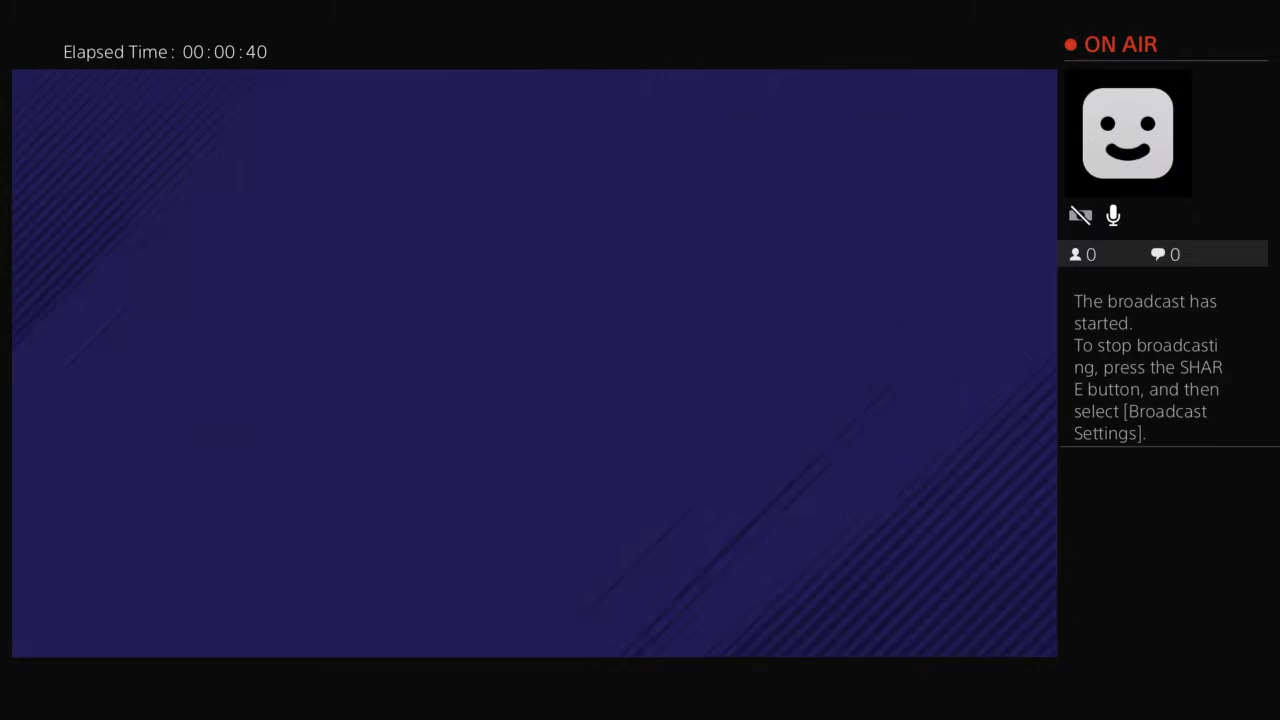 Elapsed Time: 00:00:40
ON AIR
0
0
The broadcast has
started.
To stop broadcasti
ng, press the SHAR
E button, and then
select [Broadcast
Settings].